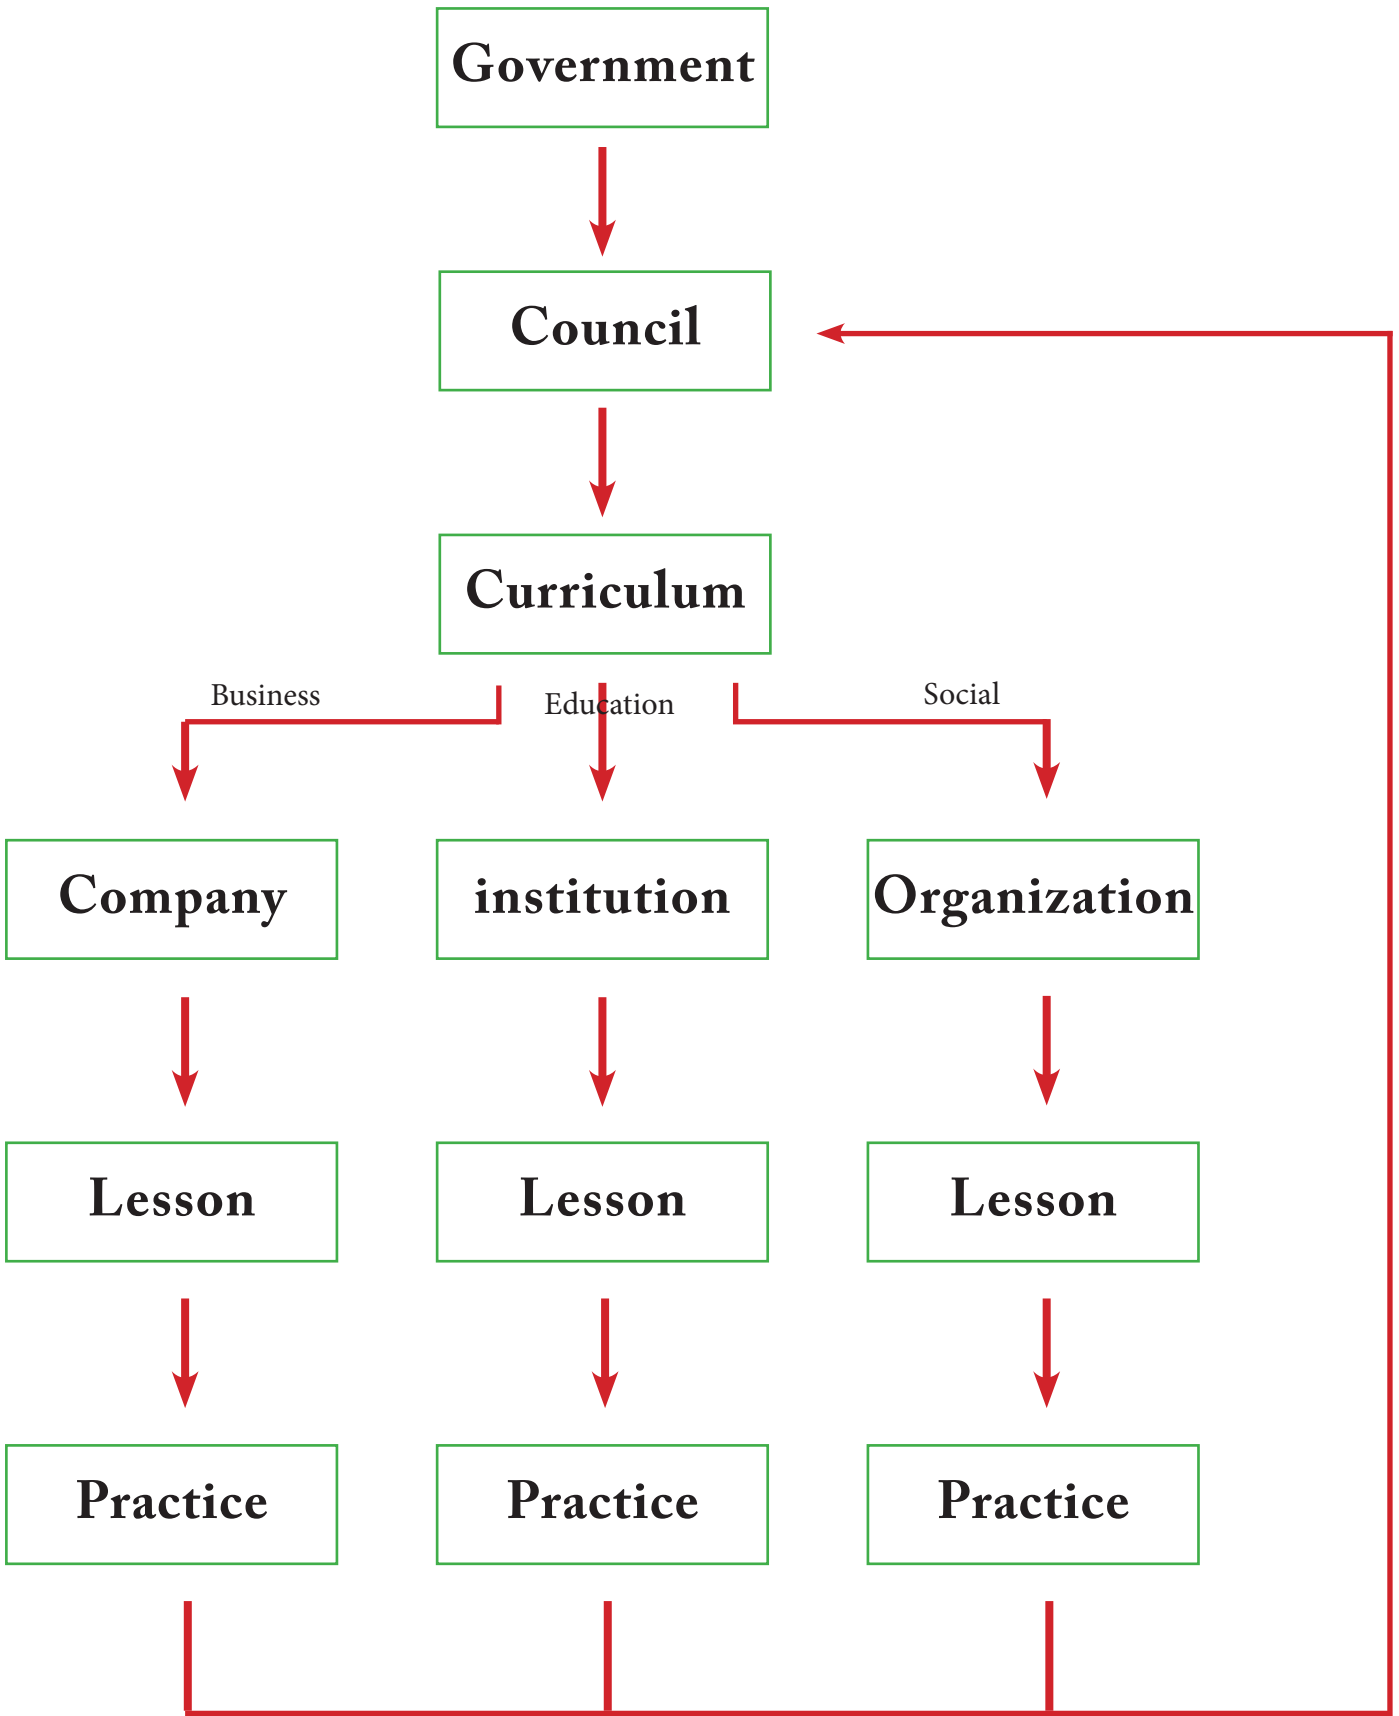 Government
Council
Curriculum
Business
Education
Social
Company
institution
Organization
Lesson
Lesson
Lesson
Practice
Practice
Practice